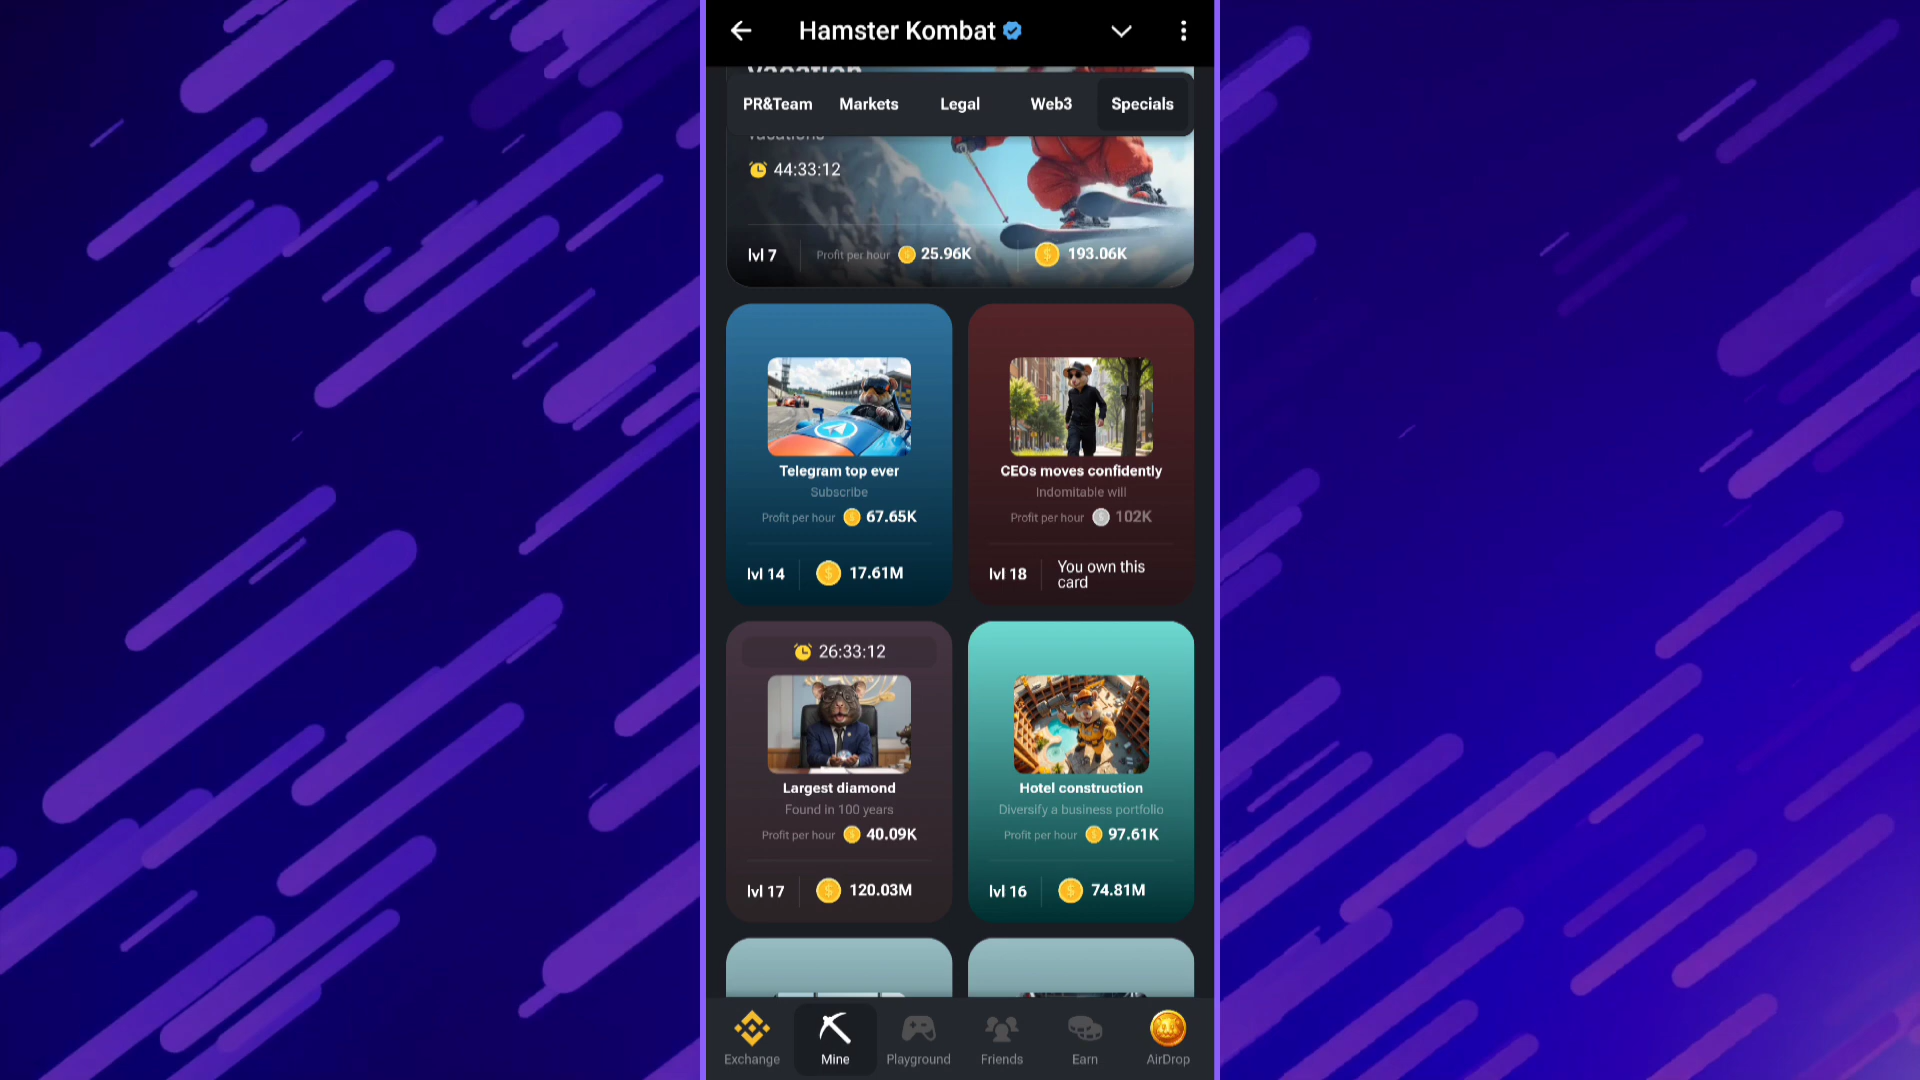 Hamster Kombat
vacation
PR&Team Markets Legal Web3 Specials
vacations
44:33:12
lvl 7 Profit per hour 25.96K 193.06K
Telegram top ever
Subscribe
Profit per hour 67.65K
lvl 14 17.61M
CEOs moves confidently
Indomitable will
Profit per hour 102K
lvl 18 You own this
card
26:33:12
Largest diamond
Found in 100 years
Profit per hour 40.09K
lvl 17 120.03M
Hotel construction
Diversify a business portfolio
Profit per hour 97.61K
lvl 16 74.81M
Exchange Mine Playground Friends Earn AirDrop